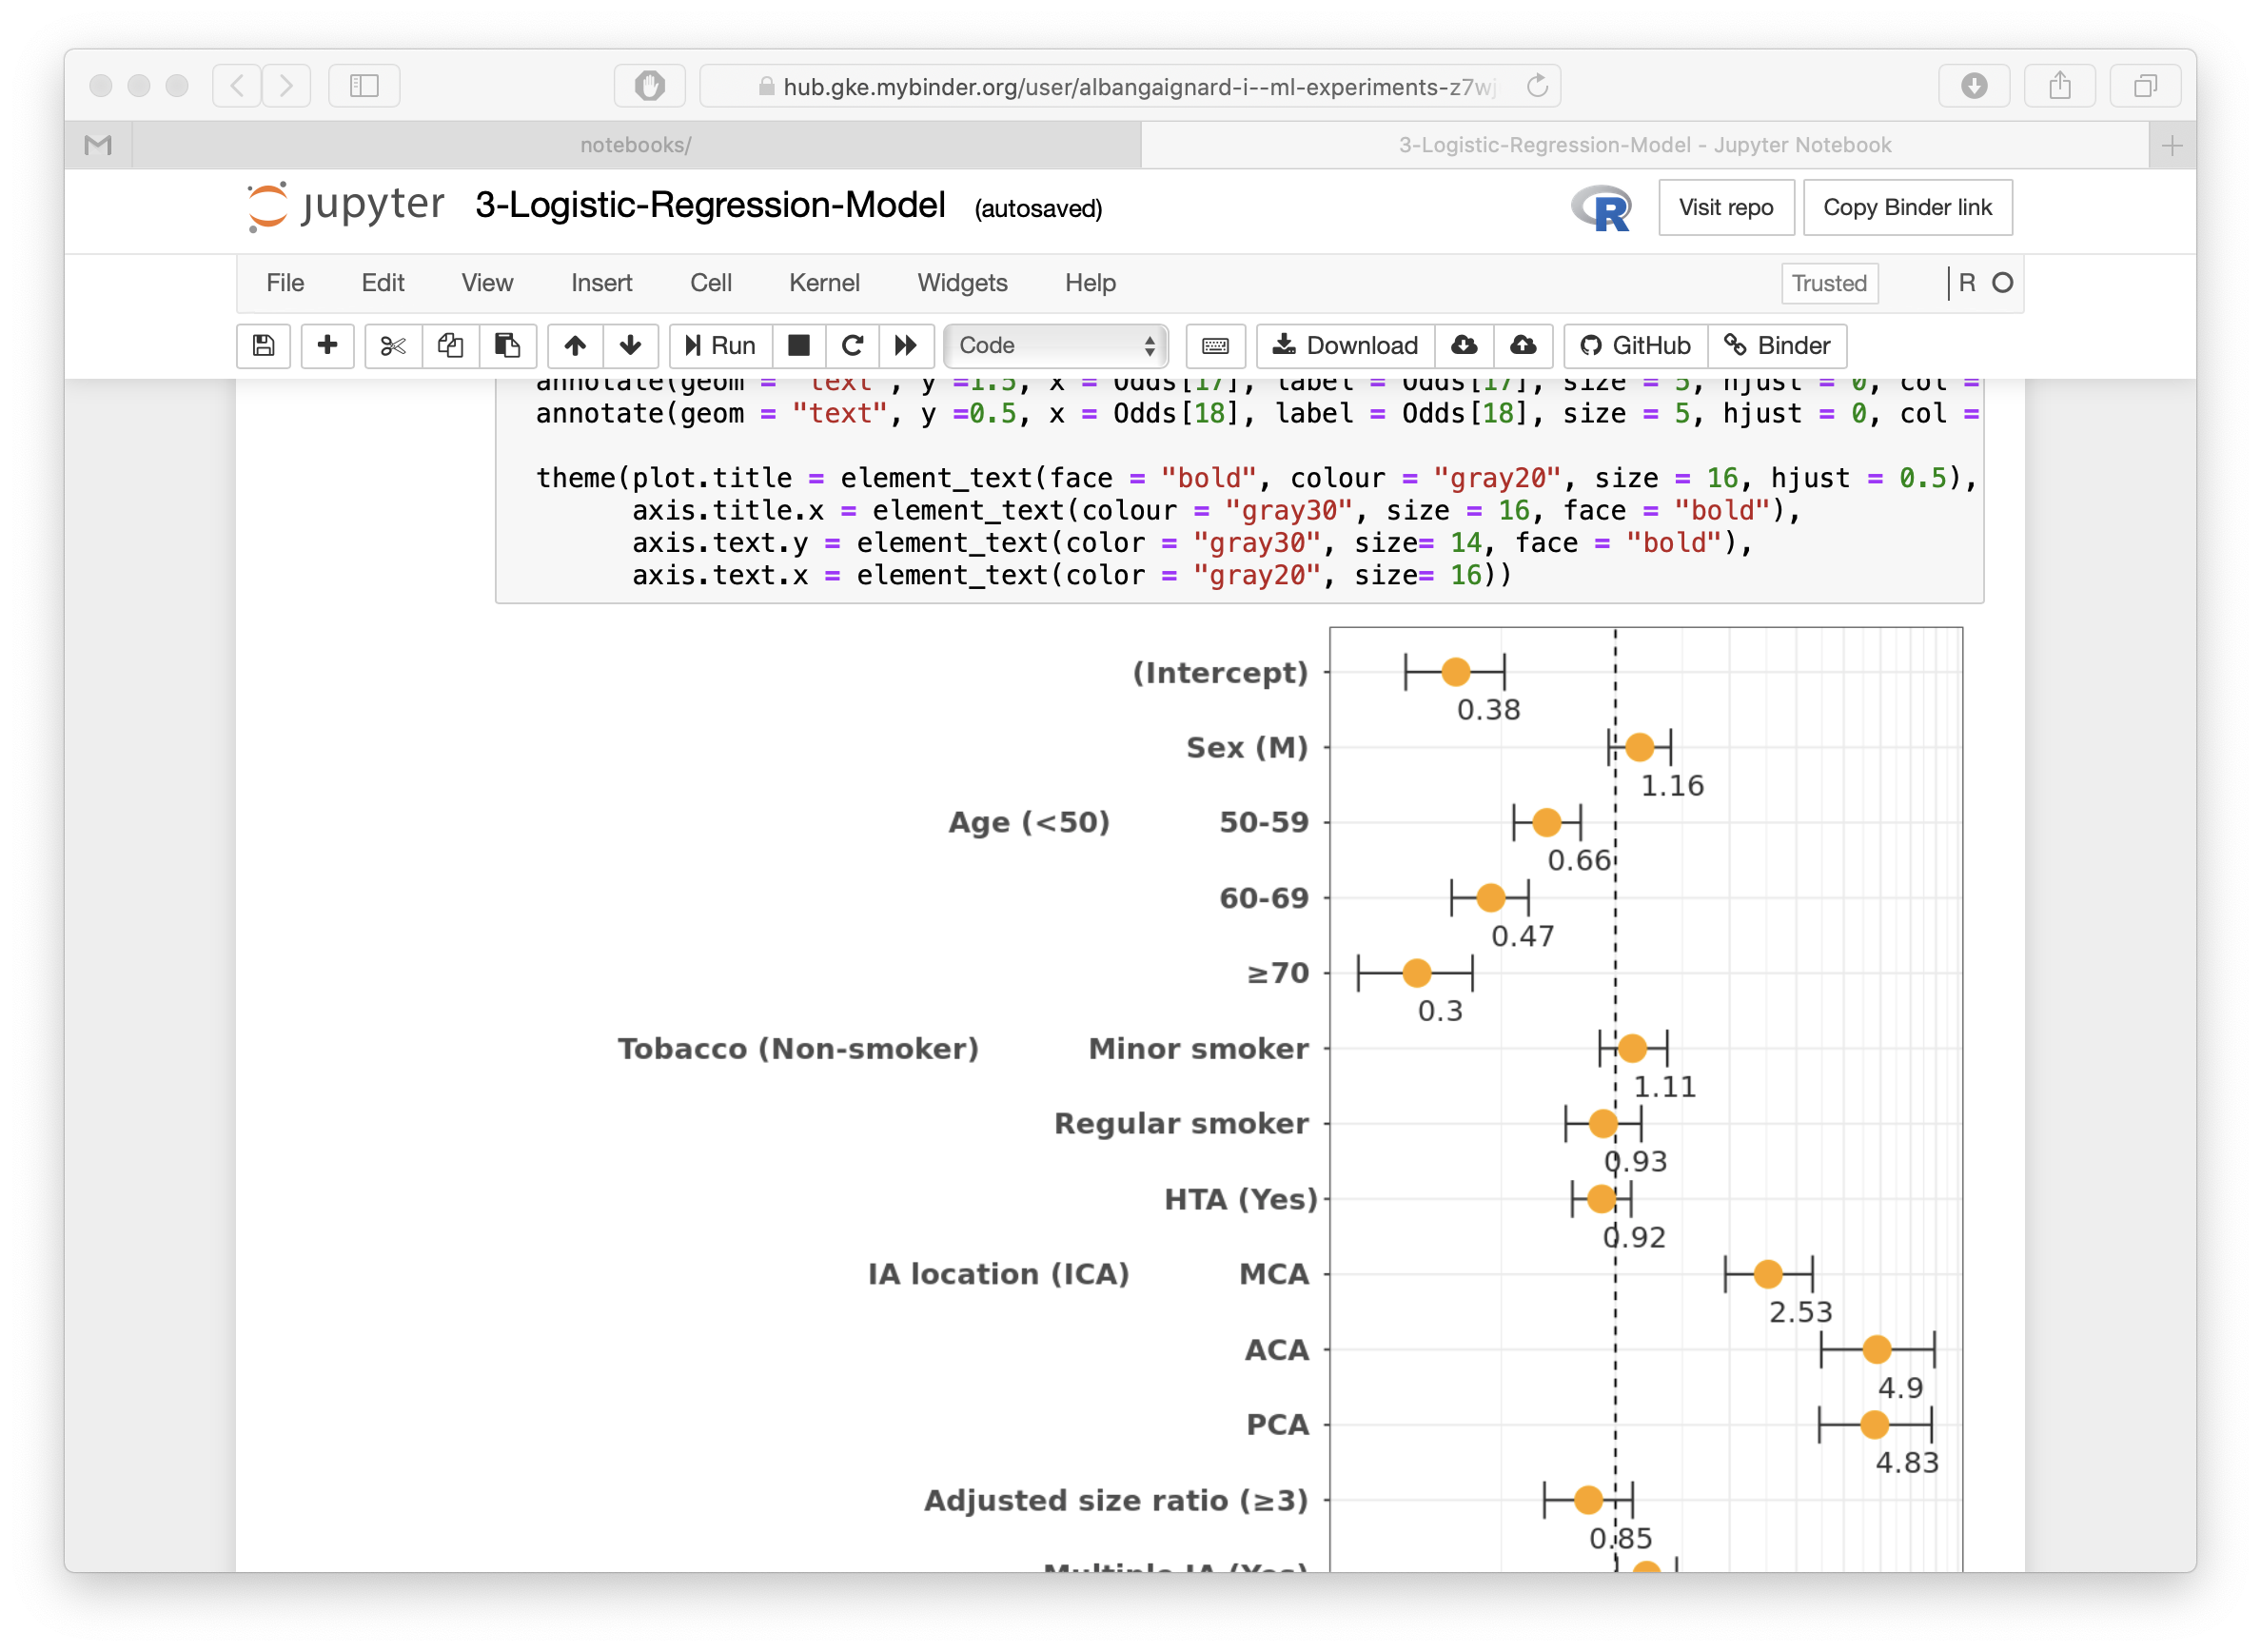 hub.gke.mybinder.org/user/albangaignard-i--ml-experiments-z7wj
notebooks/
3-Logistic-Regression-Model - Jupyter Notebook
jupyter 3-Logistic-Regression-Model (autosaved)
R Visit repo Copy Binder link
File Edit View Insert Cell Kernel Widgets Help Trusted R
Run Code Download GitHub Binder
annotate(geom = "text", y =1.5, x = Odds[17], label = Odds[17], size = 5, hjust = 0, col =
annotate(geom = "text", y =0.5, x = Odds[18], label = Odds[18], size = 5, hjust = 0, col =
theme(plot.title = element_text(face = "bold", colour = "gray20", size = 16, hjust = 0.5),
axis.title.x = element_text(colour = "gray30", size = 16, face = "bold"),
axis.text.y = element_text(color = "gray30", size= 14, face = "bold"),
axis.text.x = element_text(color = "gray20", size= 16))
(Intercept)
0.38
Sex (M)
1.16
Age (<50) 50-59
0.66
60-69
0.47
≥70
0.3
Tobacco (Non-smoker) Minor smoker
1.11
Regular smoker
0.93
HTA (Yes)
0.92
IA location (ICA) MCA
2.53
ACA
4.9
PCA
4.83
Adjusted size ratio (≥3)
0.85
Multiple IA (Yes)